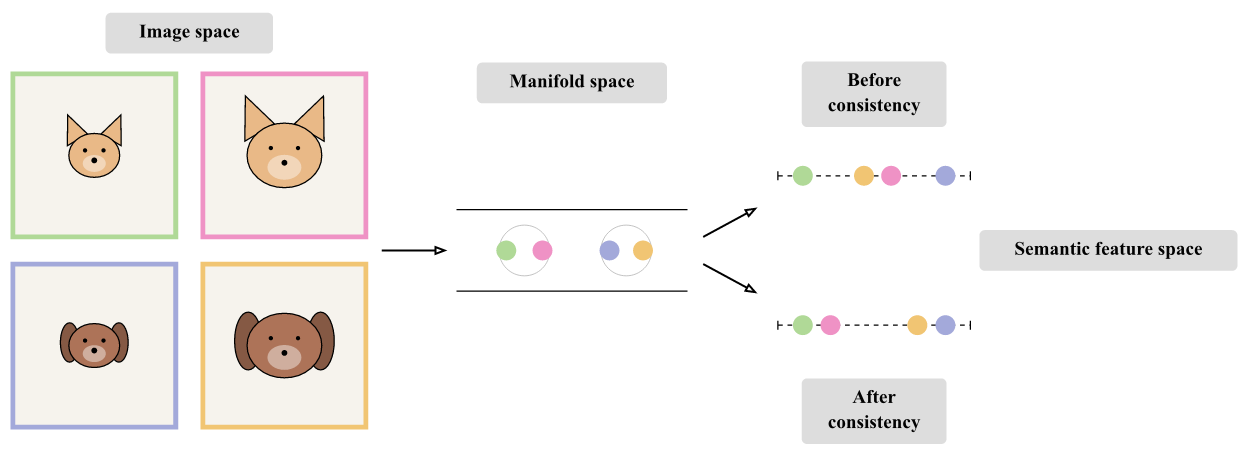 Image space
Manifold space
Before
consistency
Semantic feature space
After
consistency